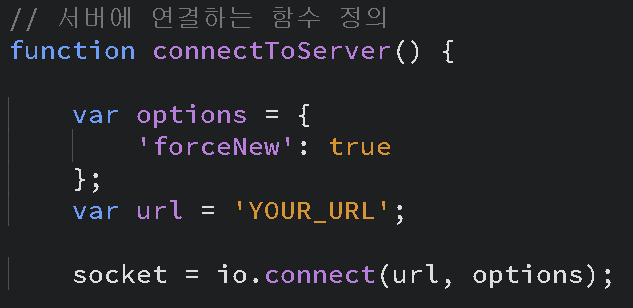 // 서버에 연결하는 함수 정의
function connectToServer() {
var options = {
'forceNew': true
};
var url = 'YOUR_URL';
socket = io.connect(url, options);